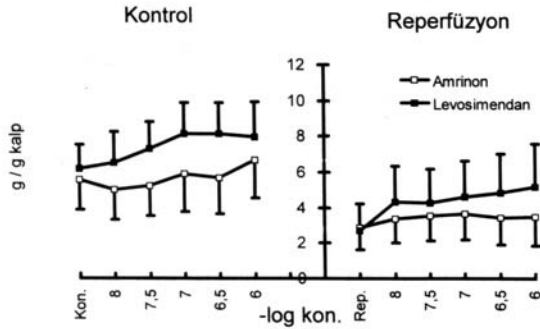 Kontrol
Reperfüzyon
g / g kalp
12
10
8
6
4
2
0
Amrinon
Levosimendan
Kon.
8
7,5
7
6,5
6
Rep.
8
7,5
7
6,5
6
-log kon.